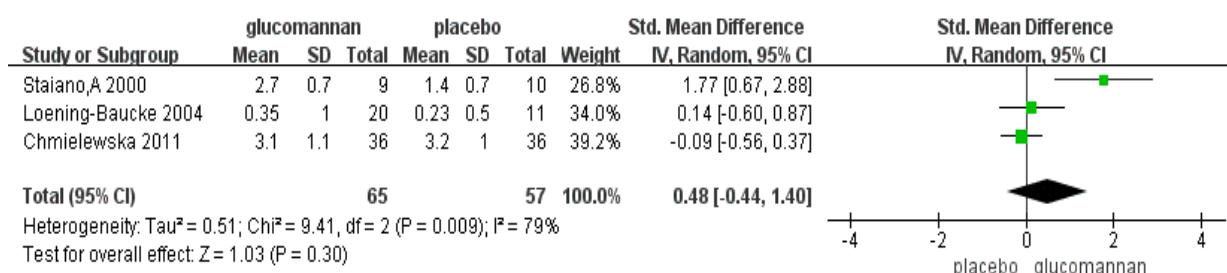 glucomannan placebo Std. Mean Difference Std. Mean Difference
Study or Subgroup Mean SD Total Mean SD Total Weight IV, Random, 95% CI IV, Random, 95% CI
Staiano,A 2000 2.7 0.7 9 1.4 0.7 10 26.8% 1.77 [0.67, 2.88]
Loening-Baucke 2004 0.35 1 20 0.23 0.5 11 34.0% 0.14 [-0.60, 0.87]
Chmielewska 2011 3.1 1.1 36 3.2 1 36 39.2% -0.09 [-0.56, 0.37]
Total (95% CI) 65 57 100.0% 0.48 [-0.44, 1.40]
Heterogeneity: Tau² = 0.51; Chi² = 9.41, df = 2 (P = 0.009); I² = 79%
Test for overall effect: Z = 1.03 (P = 0.30)
-4 -2 0 2 4
placebo glucomannan